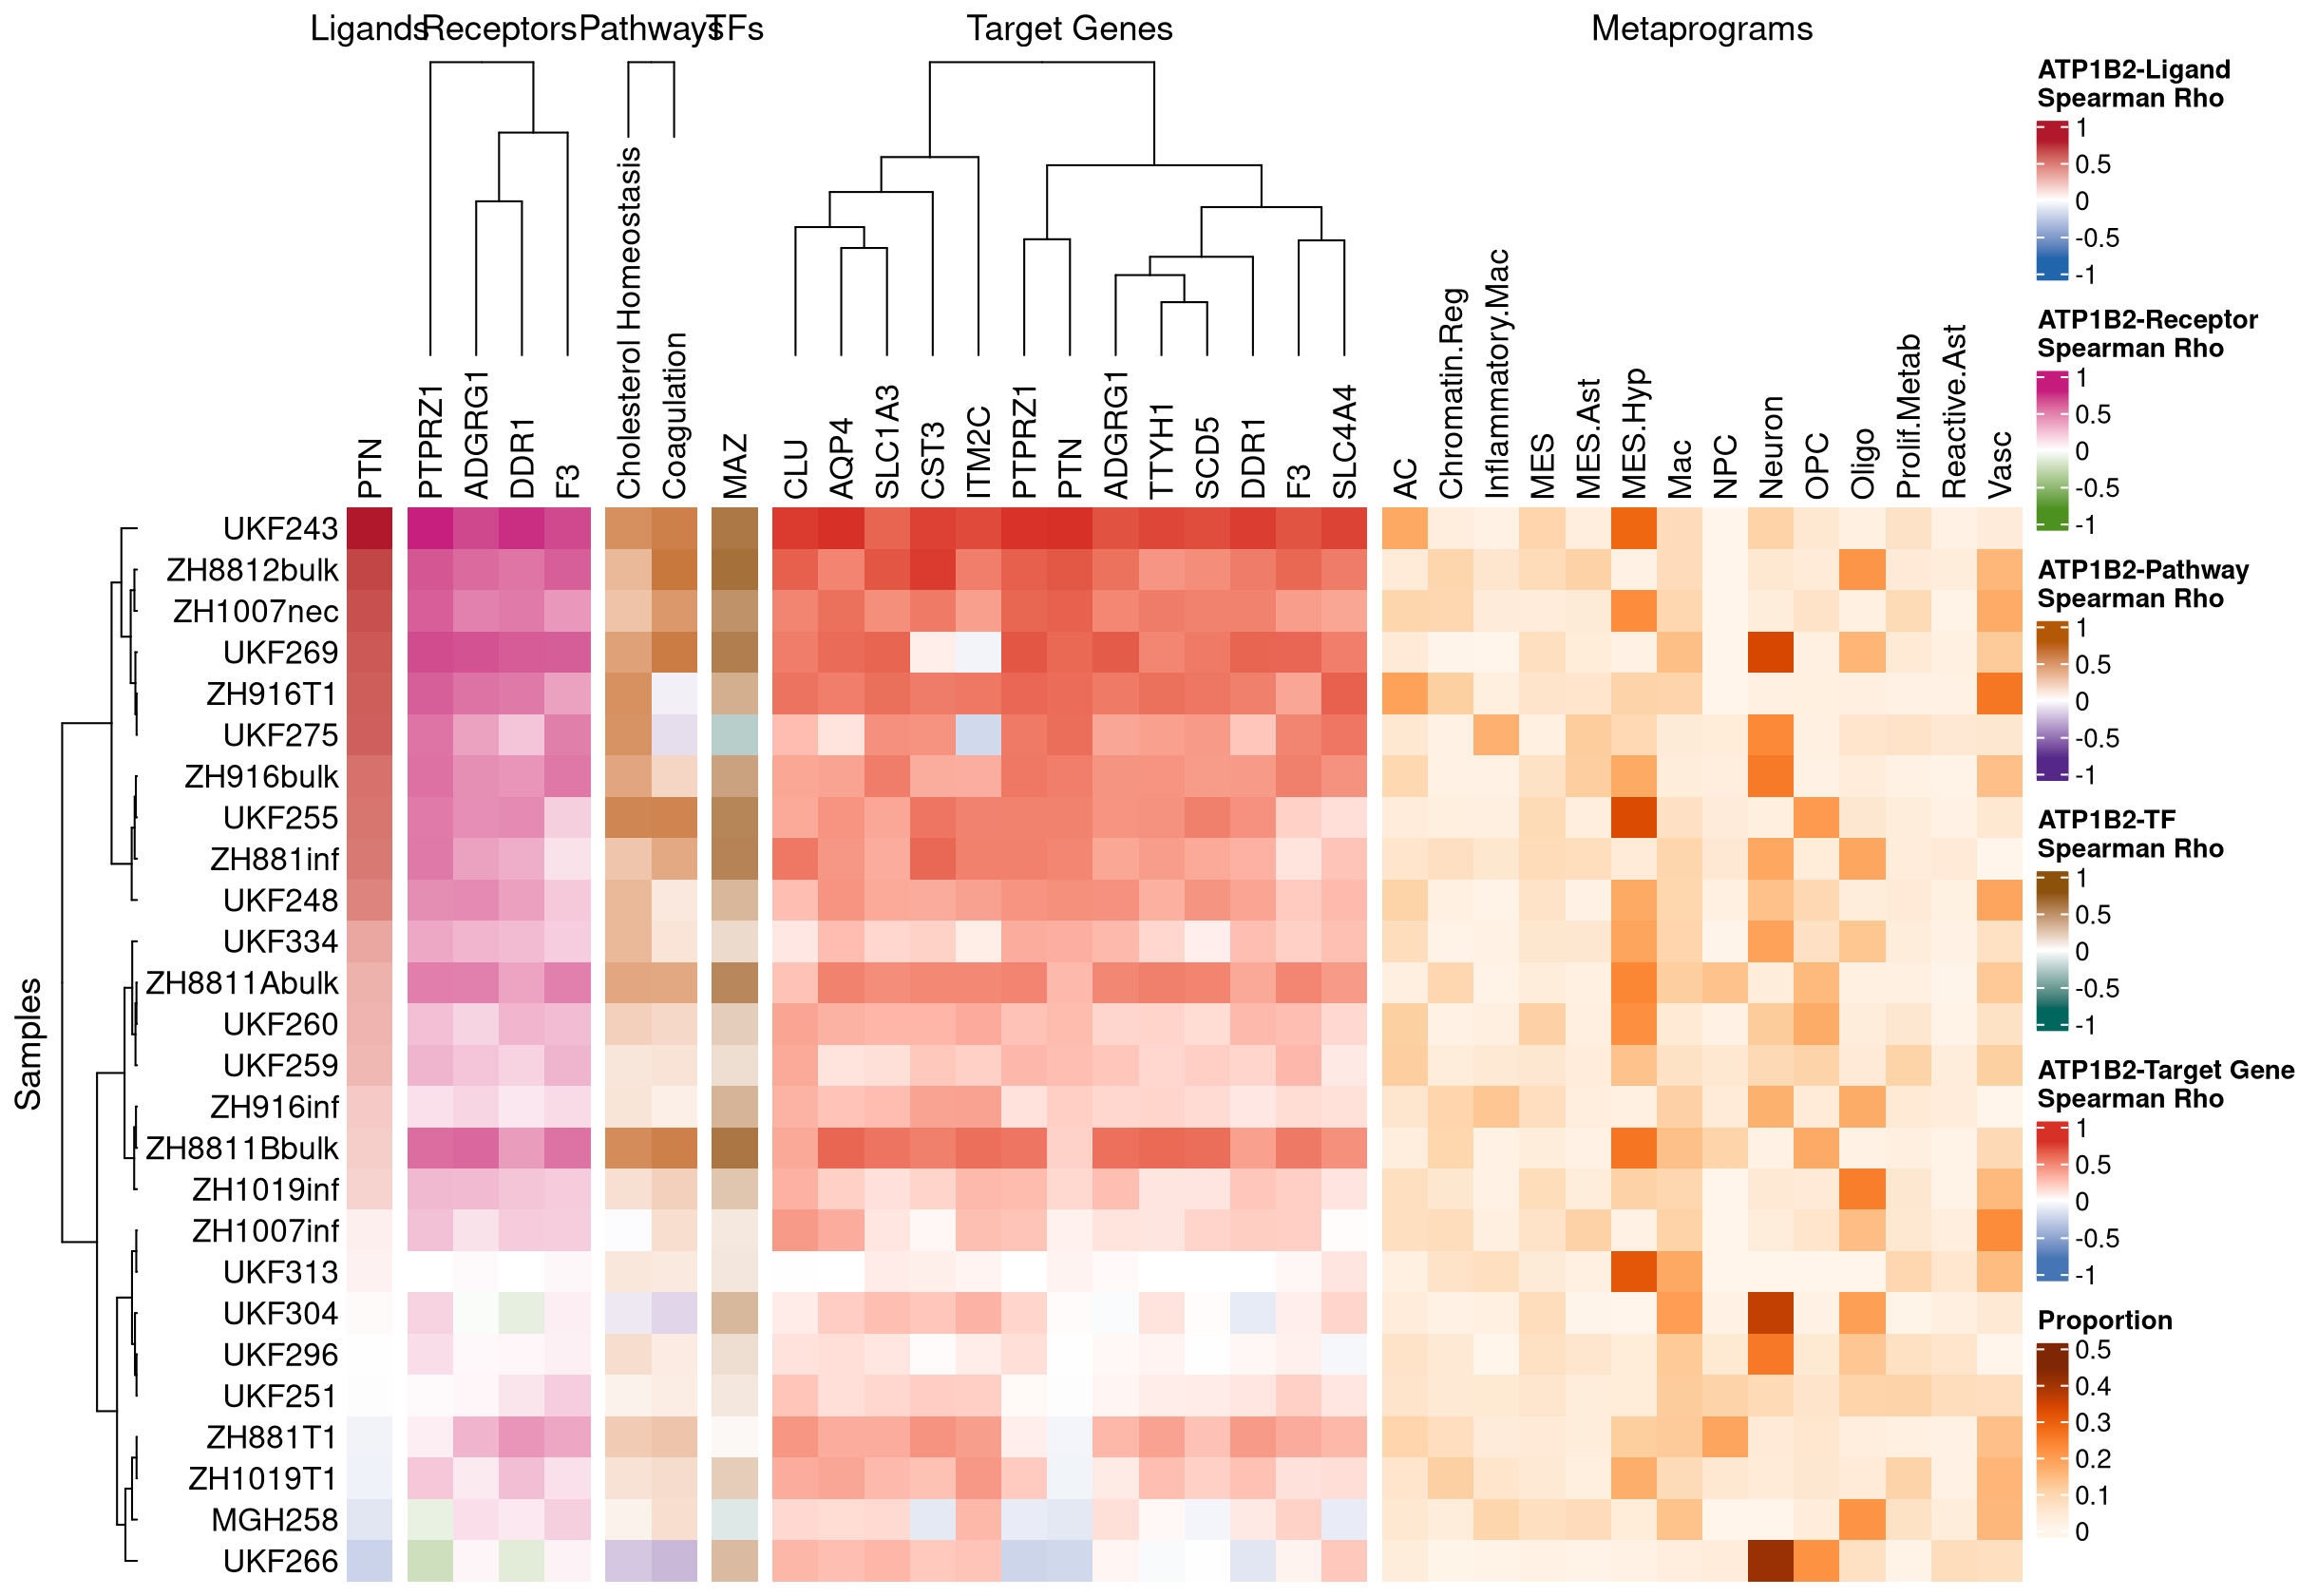 Ligands Receptors Pathways TFs Target Genes Metaprograms
Cholesterol Homeostasis
Coagulation
PTN
PTPRZ1
ADGRG1
DDR1
F3
MAZ
CLU
AQP4
SLC1A3
CST3
ITM2C
PTPRZ1
PTN
ADGRG1
TTYH1
SCD5
DDR1
F3
SLC4A4
AC
Chromatin.Reg
Inflammatory.Mac
MES
MES.Ast
MES.Hyp
Mac
NPC
Neuron
OPC
Oligo
Prolif.Metab
Reactive.Ast
Vasc
Samples
UKF243
ZH8812bulk
ZH1007nec
UKF269
ZH916T1
UKF275
ZH916bulk
UKF255
ZH881inf
UKF248
UKF334
ZH8811Abulk
UKF260
UKF259
ZH916inf
ZH8811Bbulk
ZH1019inf
ZH1007inf
UKF313
UKF304
UKF296
UKF251
ZH881T1
ZH1019T1
MGH258
UKF266
ATP1B2-Ligand
Spearman Rho
1
0.5
0
-0.5
-1
ATP1B2-Receptor
Spearman Rho
1
0.5
0
-0.5
-1
ATP1B2-Pathway
Spearman Rho
1
0.5
0
-0.5
-1
ATP1B2-TF
Spearman Rho
1
0.5
0
-0.5
-1
ATP1B2-Target Gene
Spearman Rho
1
0.5
0
-0.5
-1
Proportion
0.5
0.4
0.3
0.2
0.1
0